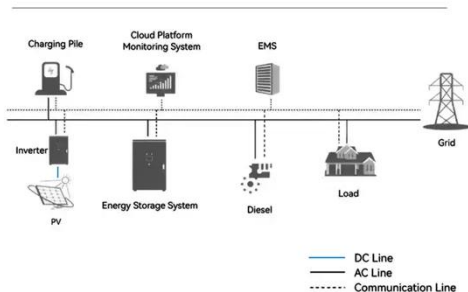 Charging Pile
Cloud Platform
Monitoring System
EMS
Grid
Inverter
PV
Energy Storage System
Diesel
Load
DC Line
AC Line
Communication Line